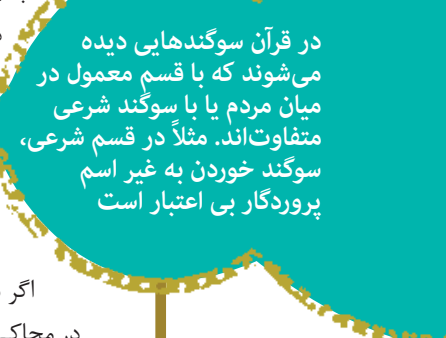 در قرآن سوگندهایی دیده
می‌شوند که با قسم معمول در
میان مردم یا با سوگند شرعی
متفاوت‌اند. مثلاً در قسم شرعی،
سوگند خوردن به غیر اسم
پروردگار بی اعتبار است
اگر
در